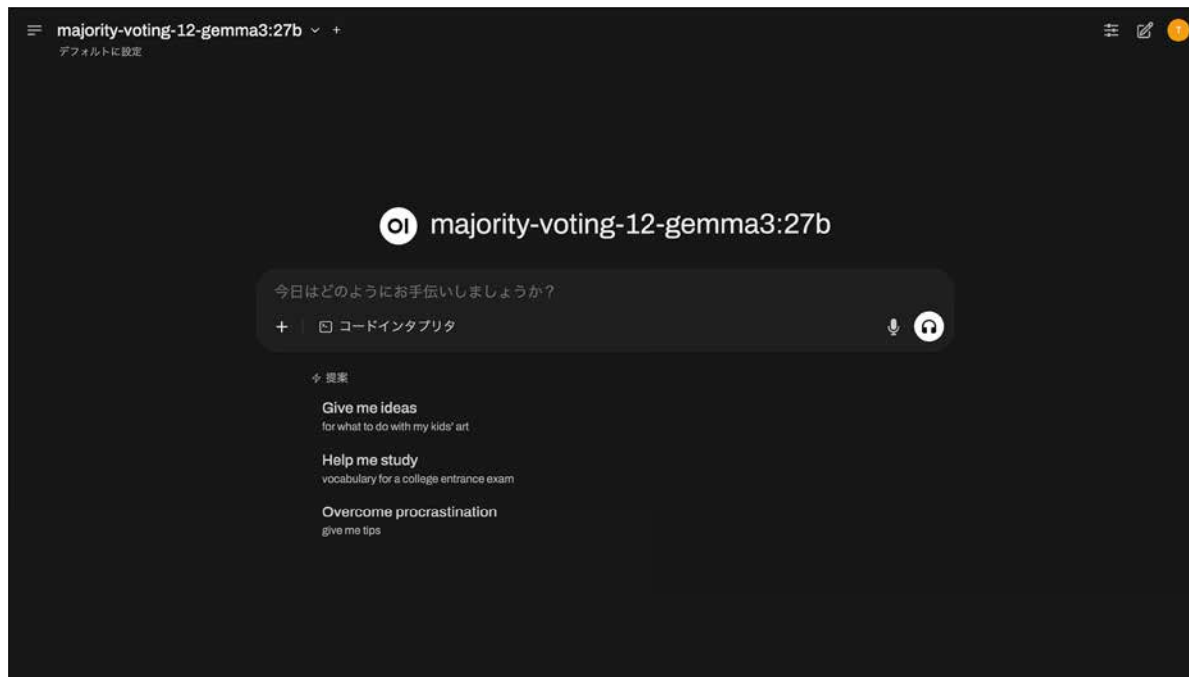 majority-voting-12-gemma3:27b
デフォルトに設定
T
OI majority-voting-12-gemma3:27b
今日はどのようにお手伝いしましょうか？
コードインタプリタ
提案
Give me ideas
for what to do with my kids' art
Help me study
vocabulary for a college entrance exam
Overcome procrastination
give me tips